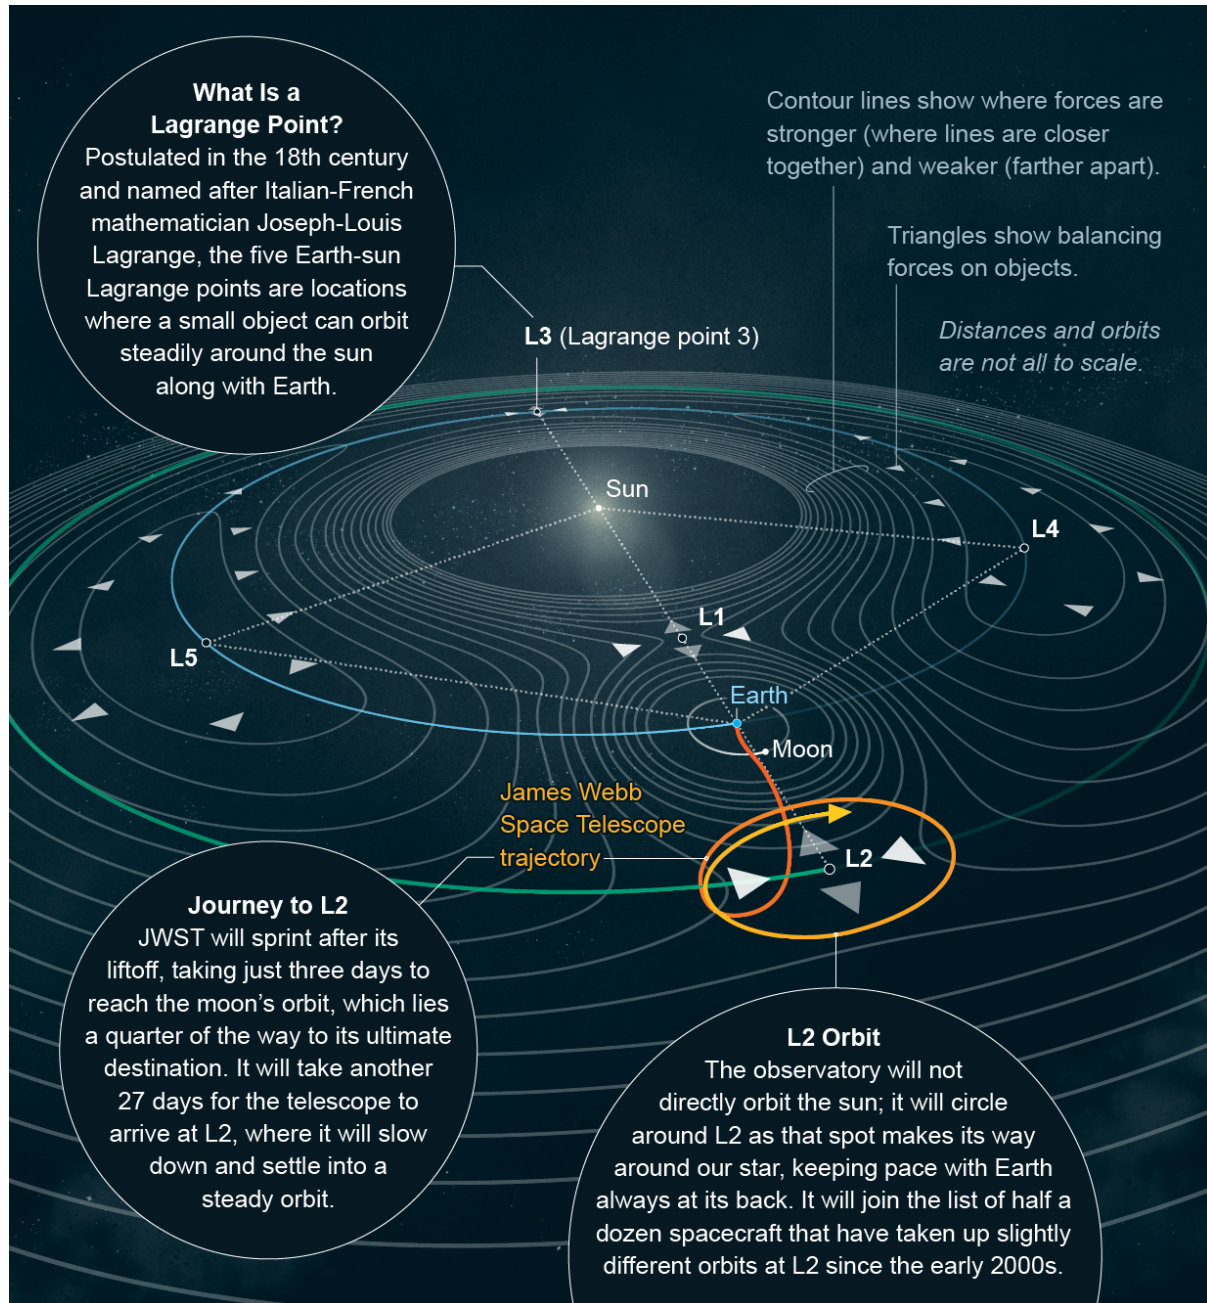 What Is a
Lagrange Point?
Postulated in the 18th century
and named after Italian-French
mathematician Joseph-Louis
Lagrange, the five Earth-sun
Lagrange points are locations
where a small object can orbit
steadily around the sun
along with Earth.
Contour lines show where forces are
stronger (where lines are closer
together) and weaker (farther apart).
Triangles show balancing
forces on objects.
Distances and orbits
are not all to scale.
L3 (Lagrange point 3)
Sun
L4
L1
L5
Earth
Moon
James Webb
Space Telescope
trajectory
L2
Journey to L2
JWST will sprint after its
liftoff, taking just three days to
reach the moon’s orbit, which lies
a quarter of the way to its ultimate
destination. It will take another
27 days for the telescope to
arrive at L2, where it will slow
down and settle into a
steady orbit.
L2 Orbit
The observatory will not
directly orbit the sun; it will circle
around L2 as that spot makes its way
around our star, keeping pace with Earth
always at its back. It will join the list of half a
dozen spacecraft that have taken up slightly
different orbits at L2 since the early 2000s.